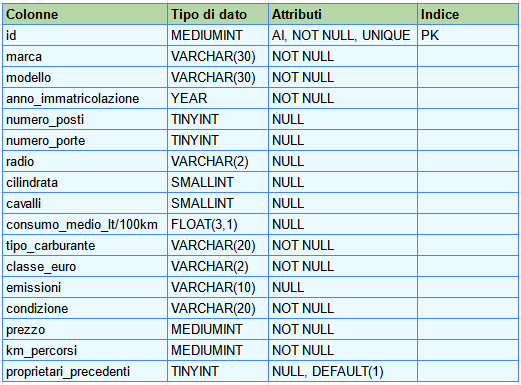 Colonne Tipo di dato Attributi Indice
id MEDIUMINT AI, NOT NULL, UNIQUE PK
marca VARCHAR(30) NOT NULL
modello VARCHAR(30) NOT NULL
anno_immatricolazione YEAR NOT NULL
numero_posti TINYINT NULL
numero_porte TINYINT NULL
radio VARCHAR(2) NULL
cilindrata SMALLINT NULL
cavalli SMALLINT NULL
consumo_medio_lt/100km FLOAT(3,1) NULL
tipo_carburante VARCHAR(20) NOT NULL
classe_euro VARCHAR(2) NOT NULL
emissioni VARCHAR(10) NULL
condizione VARCHAR(20) NOT NULL
prezzo MEDIUMINT NOT NULL
km_percorsi MEDIUMINT NOT NULL
proprietari_precedenti TINYINT NULL, DEFAULT(1)